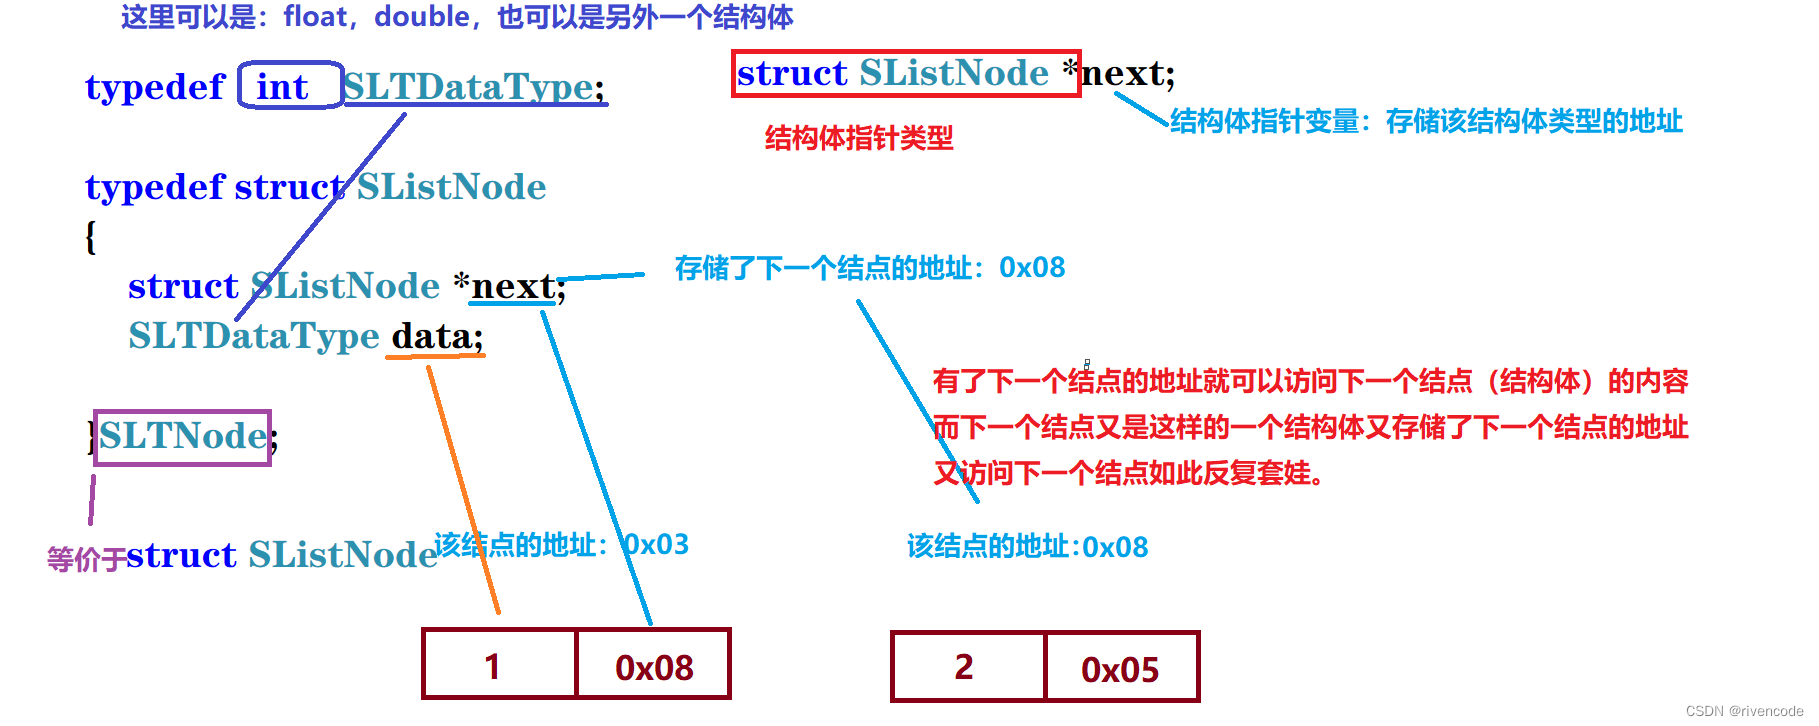 这里可以是：float，double，也可以是另外一个结构体
typedef int SLTDataType;
struct SListNode *next;
结构体指针变量：存储该结构体类型的地址
结构体指针类型
typedef struct SListNode
{
struct SListNode *next;
存储了下一个结点的地址：0x08
SLTDataType data;
有了下一个结点的地址就可以访问下一个结点（结构体）的内容
而下一个结点又是这样的一个结构体又存储了下一个结点的地址
又访问下一个结点如此反复套娃。
}SLTNode;
等价于struct SListNode
该结点的地址：0x03
该结点的地址：0x08
1 0x08
2 0x05
CSDN @rivencode